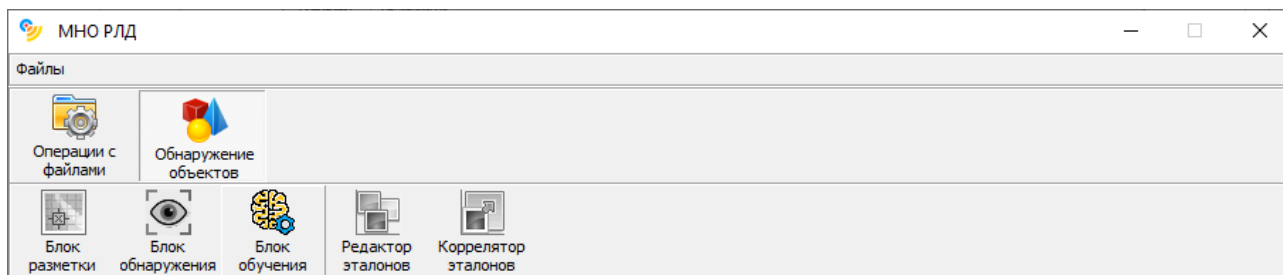 МНО РЛД
Файлы
Операции с
файлами
Обнаружение
объектов
Блок
разметки
Блок
обнаружения
Блок
обучения
Редактор
эталонов
Коррелятор
эталонов